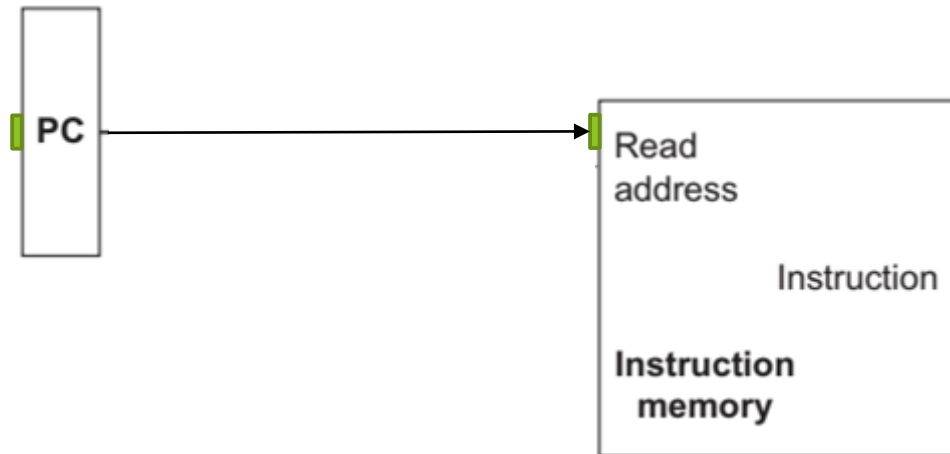 PC
Read
address
Instruction
Instruction
memory